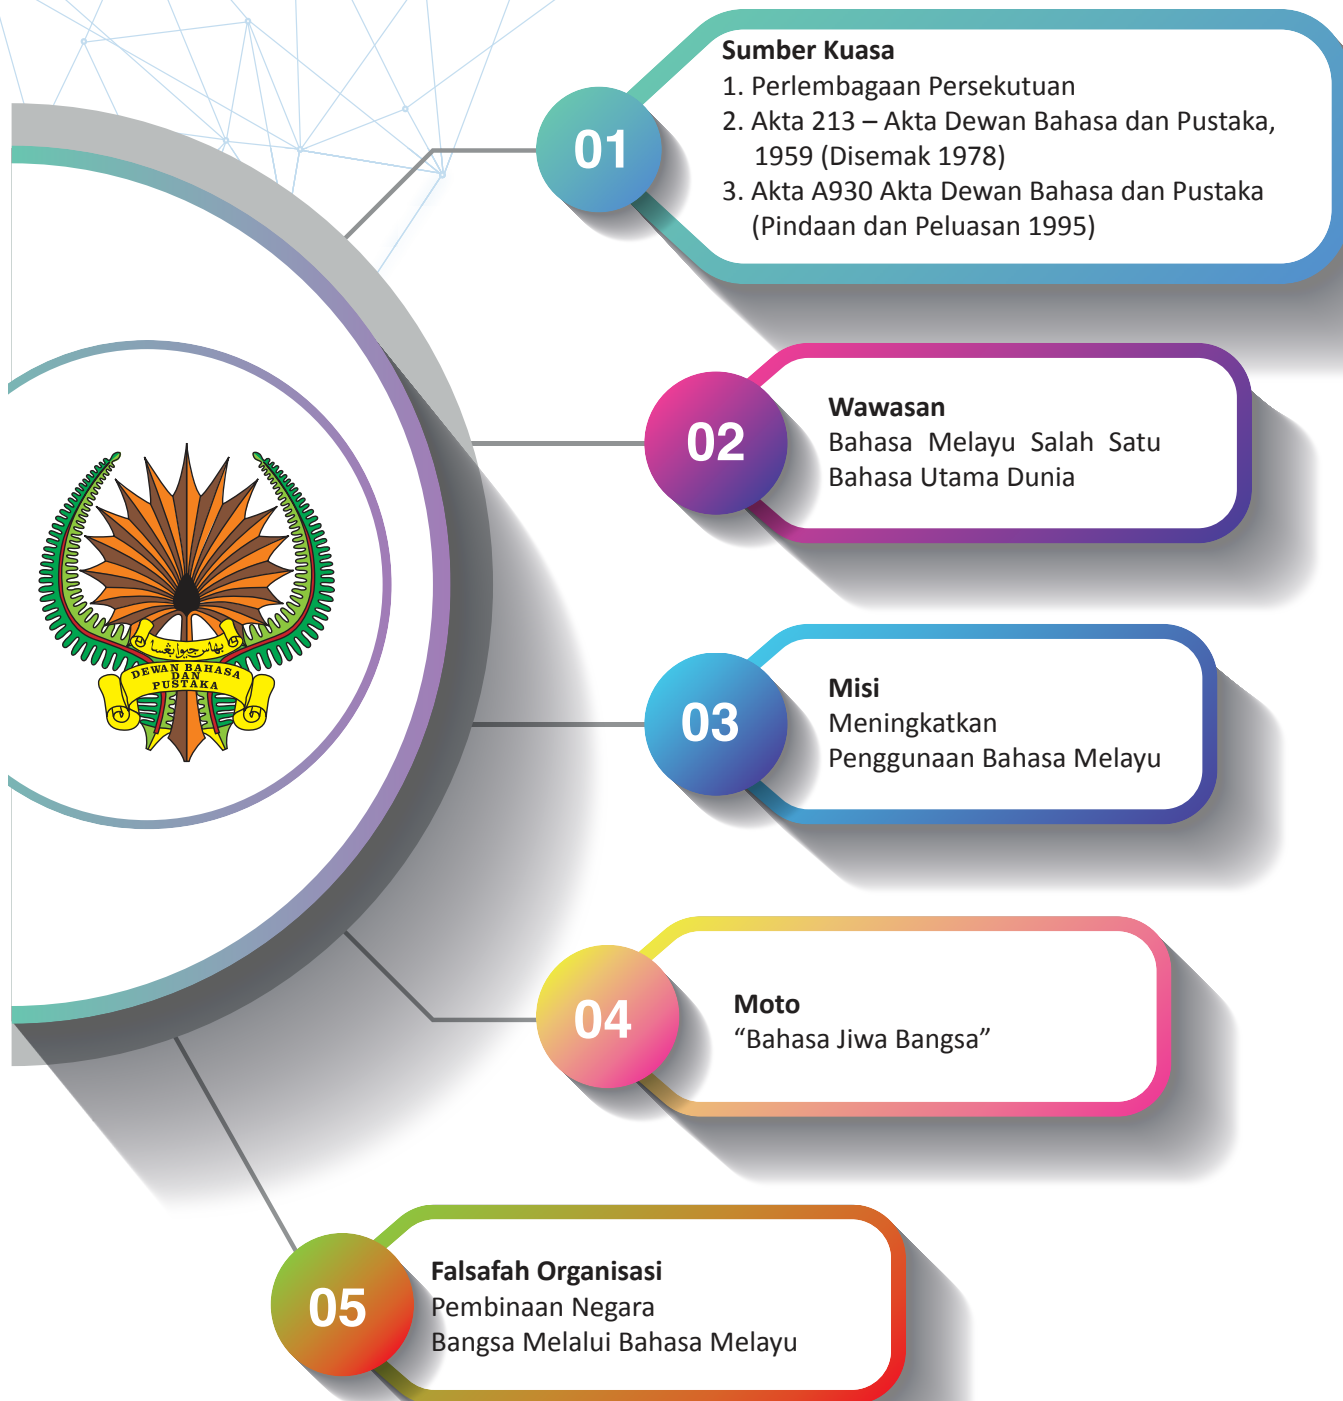 01
Sumber Kuasa
1. Perlembagaan Persekutuan
2. Akta 213 – Akta Dewan Bahasa dan Pustaka,
1959 (Disemak 1978)
3. Akta A930 Akta Dewan Bahasa dan Pustaka
(Pindaan dan Peluasan 1995)
02
Wawasan
Bahasa Melayu Salah Satu
Bahasa Utama Dunia
بهاس جيوا بڠسا
DEWAN BAHASA
DAN
PUSTAKA
03
Misi
Meningkatkan
Penggunaan Bahasa Melayu
04
Moto
“Bahasa Jiwa Bangsa”
05
Falsafah Organisasi
Pembinaan Negara
Bangsa Melalui Bahasa Melayu